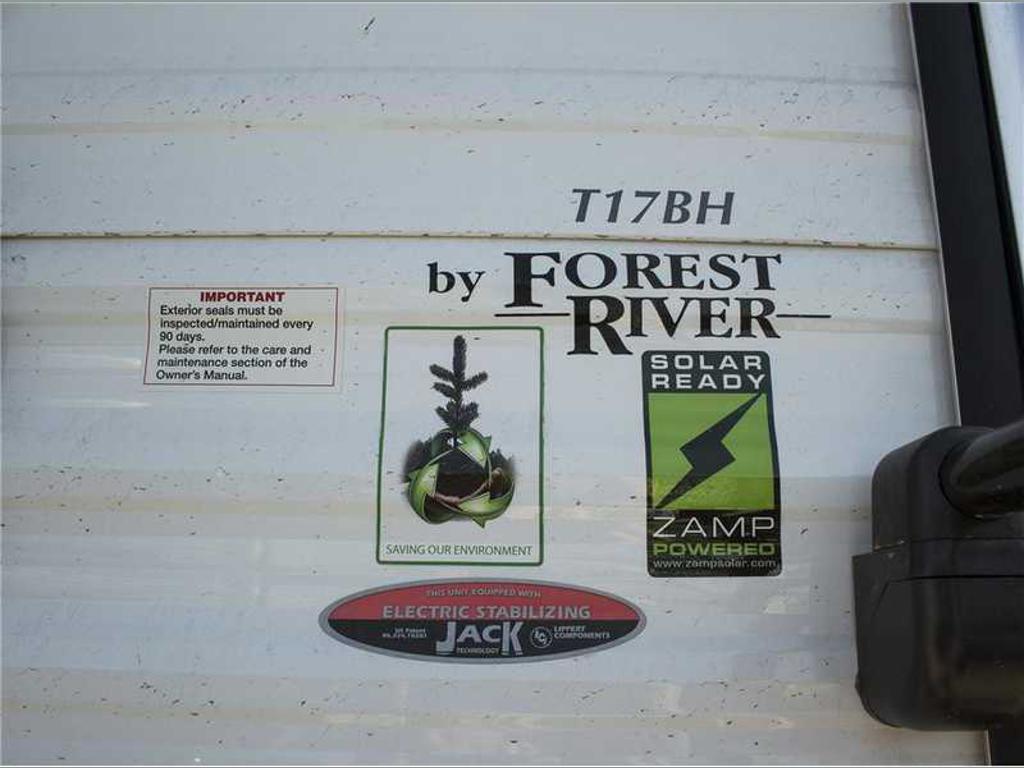 T17BH
by FOREST
RIVER
IMPORTANT
Exterior seals must be
inspected/maintained every
90 days.
Please refer to the care and
maintenance section of the
Owner's Manual.
SAVING OUR ENVIRONMENT
SOLAR
READY
ZAMP
POWERED
www.zampsolar.com
THIS UNIT EQUIPPED WITH
ELECTRIC STABILIZING
US Patent
JACK
TECHNOLOGY
LIPPERT
COMPONENTS